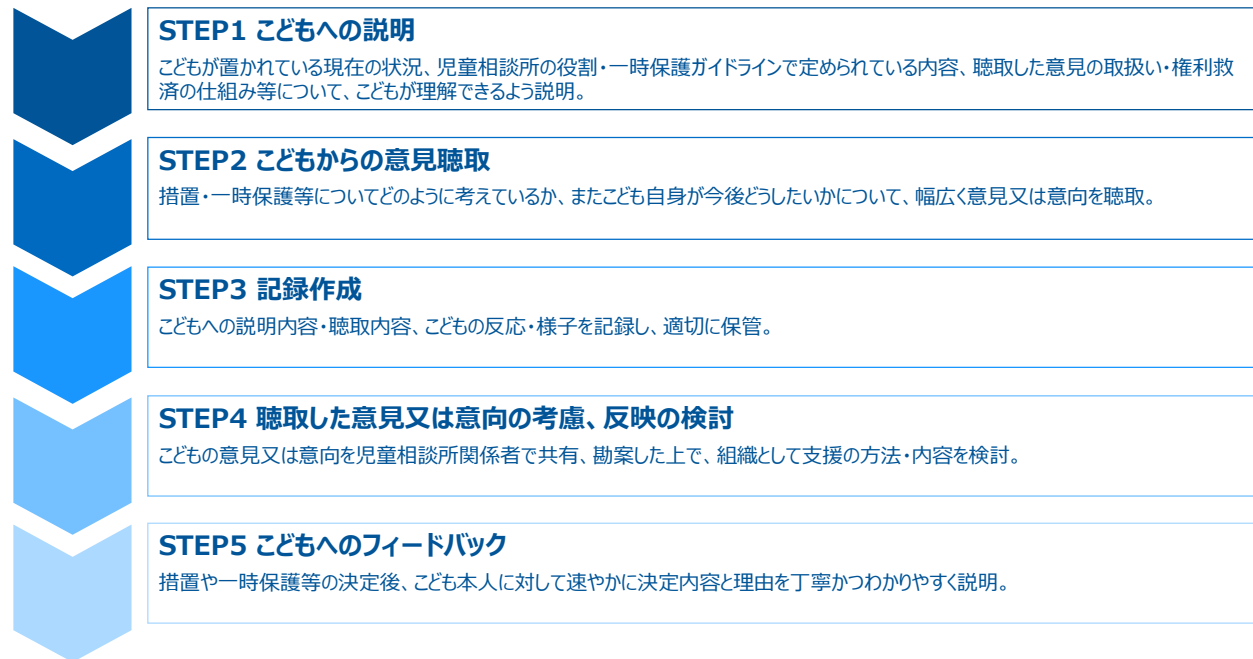 STEP1 こどもへの説明
こどもが置かれている現在の状況、児童相談所の役割・一時保護ガイドラインで定められている内容、聴取した意見の取扱い・権利救
済の仕組み等について、こどもが理解できるよう説明。
STEP2 こどもからの意見聴取
措置・一時保護等についてどのように考えているか、またこども自身が今後どうしたいかについて、幅広く意見又は意向を聴取。
STEP3 記録作成
こどもへの説明内容・聴取内容、こどもの反応・様子を記録し、適切に保管。
STEP4 聴取した意見又は意向の考慮、反映の検討
こどもの意見又は意向を児童相談所関係者で共有、勘案した上で、組織として支援の方法・内容を検討。
STEP5 こどもへのフィードバック
措置や一時保護等の決定後、こども本人に対して速やかに決定内容と理由を丁寧かつわかりやすく説明。